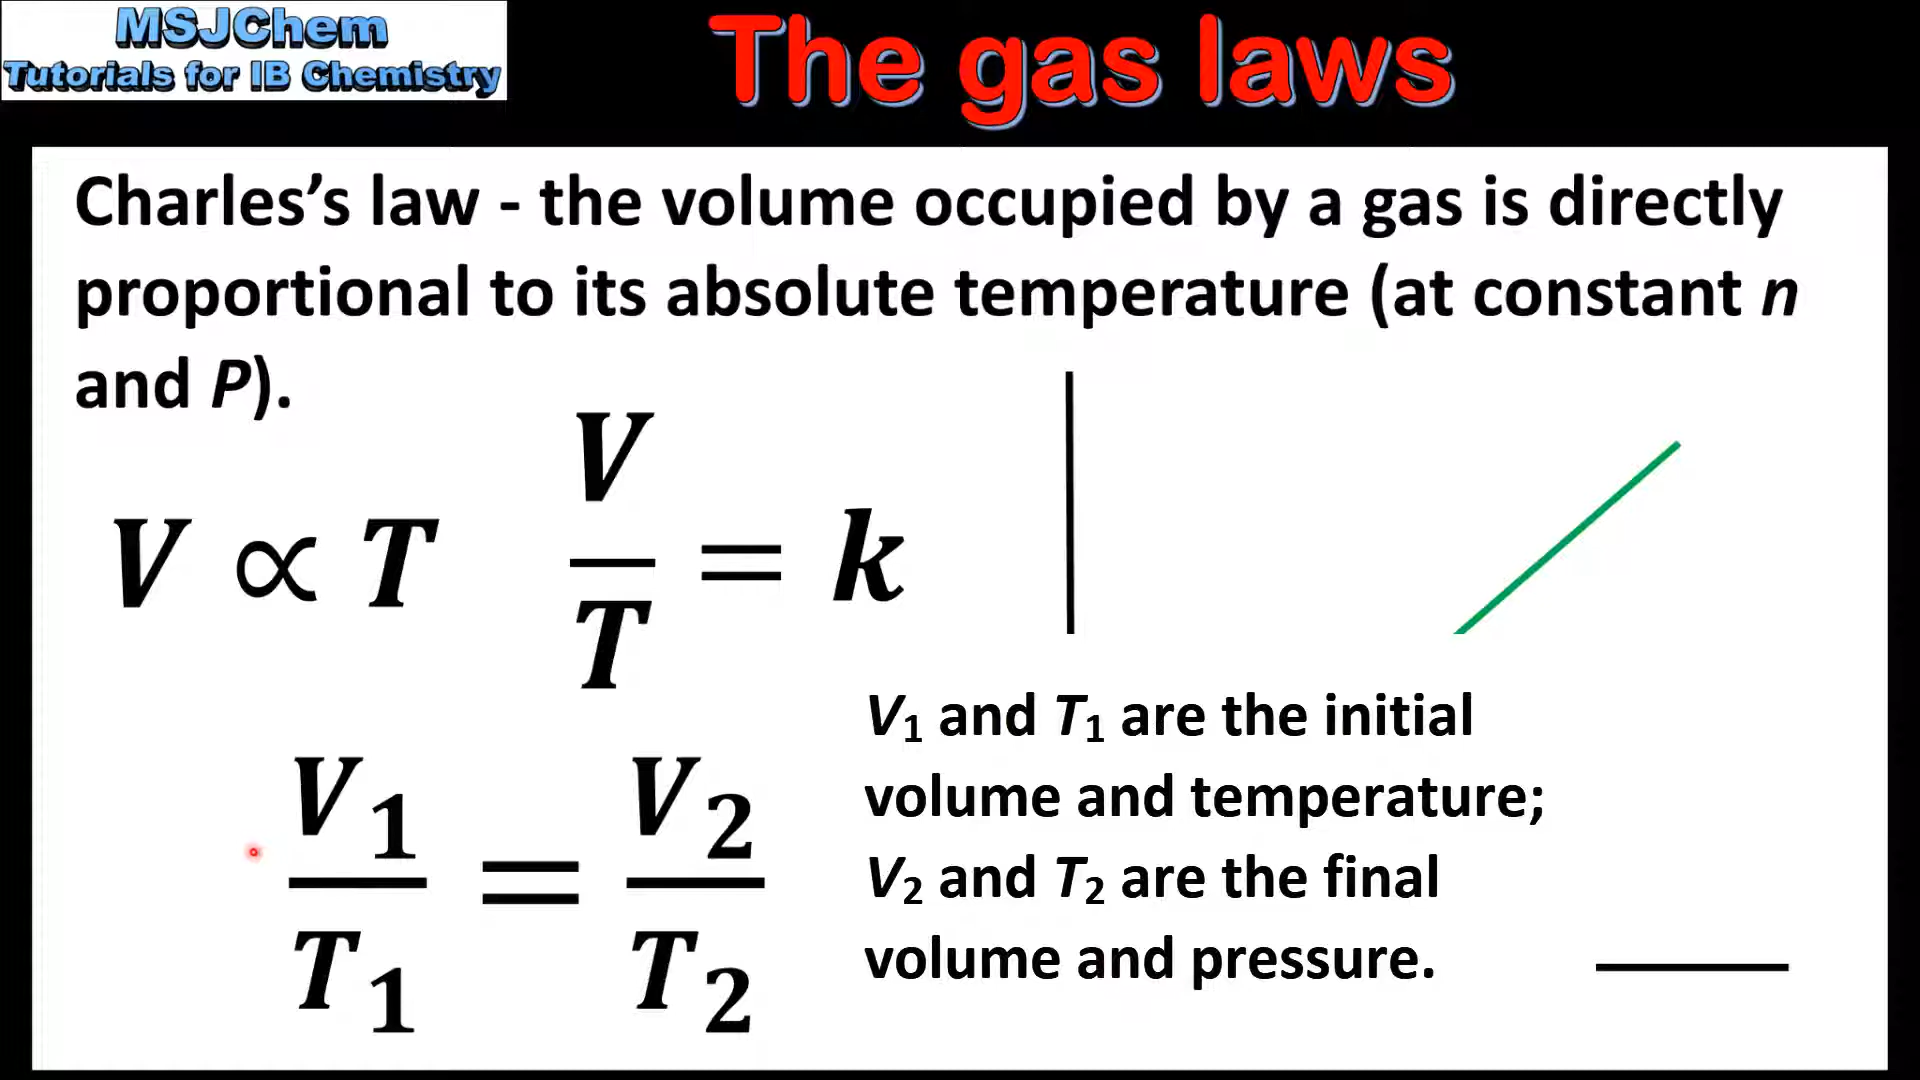 MSJChem
Tutorials for IB Chemistry
The gas laws
Charles’s law - the volume occupied by a gas is directly
proportional to its absolute temperature (at constant n
and P).
V ∝ T
V/T = k
V₁/T₁ = V₂/T₂
V₁ and T₁ are the initial
volume and temperature;
V₂ and T₂ are the final
volume and pressure.